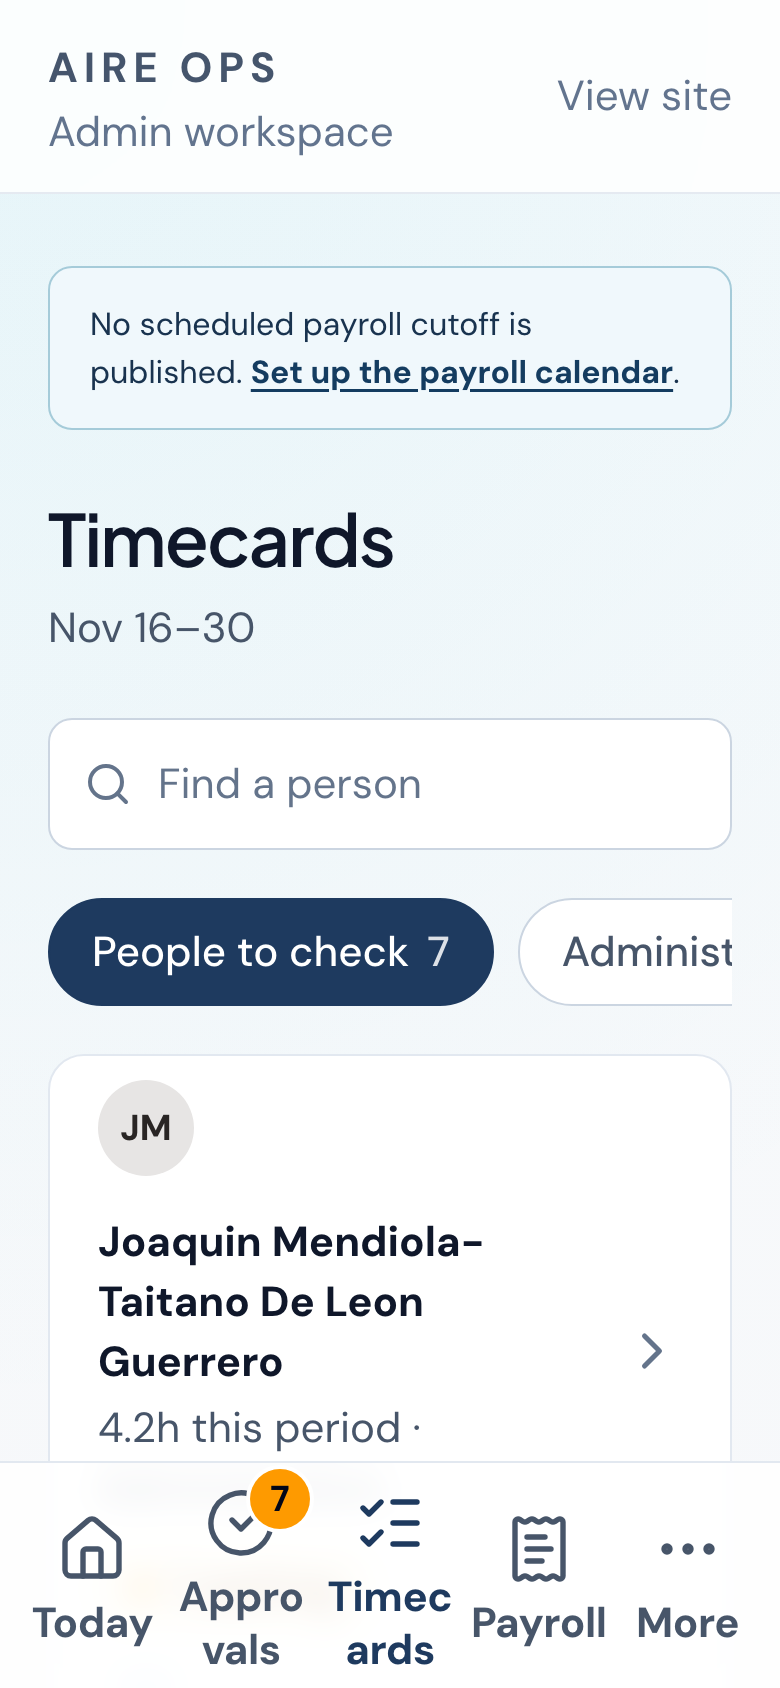 AIRE OPS
Admin workspace
View site
No scheduled payroll cutoff is
published. Set up the payroll calendar.
Timecards
Nov 16–30
Find a person
People to check 7
Administ
JM
Joaquin Mendiola-
Taitano De Leon
Guerrero
4.2h this period ·
7
Today
Appro
vals
Timec
ards
Payroll
More